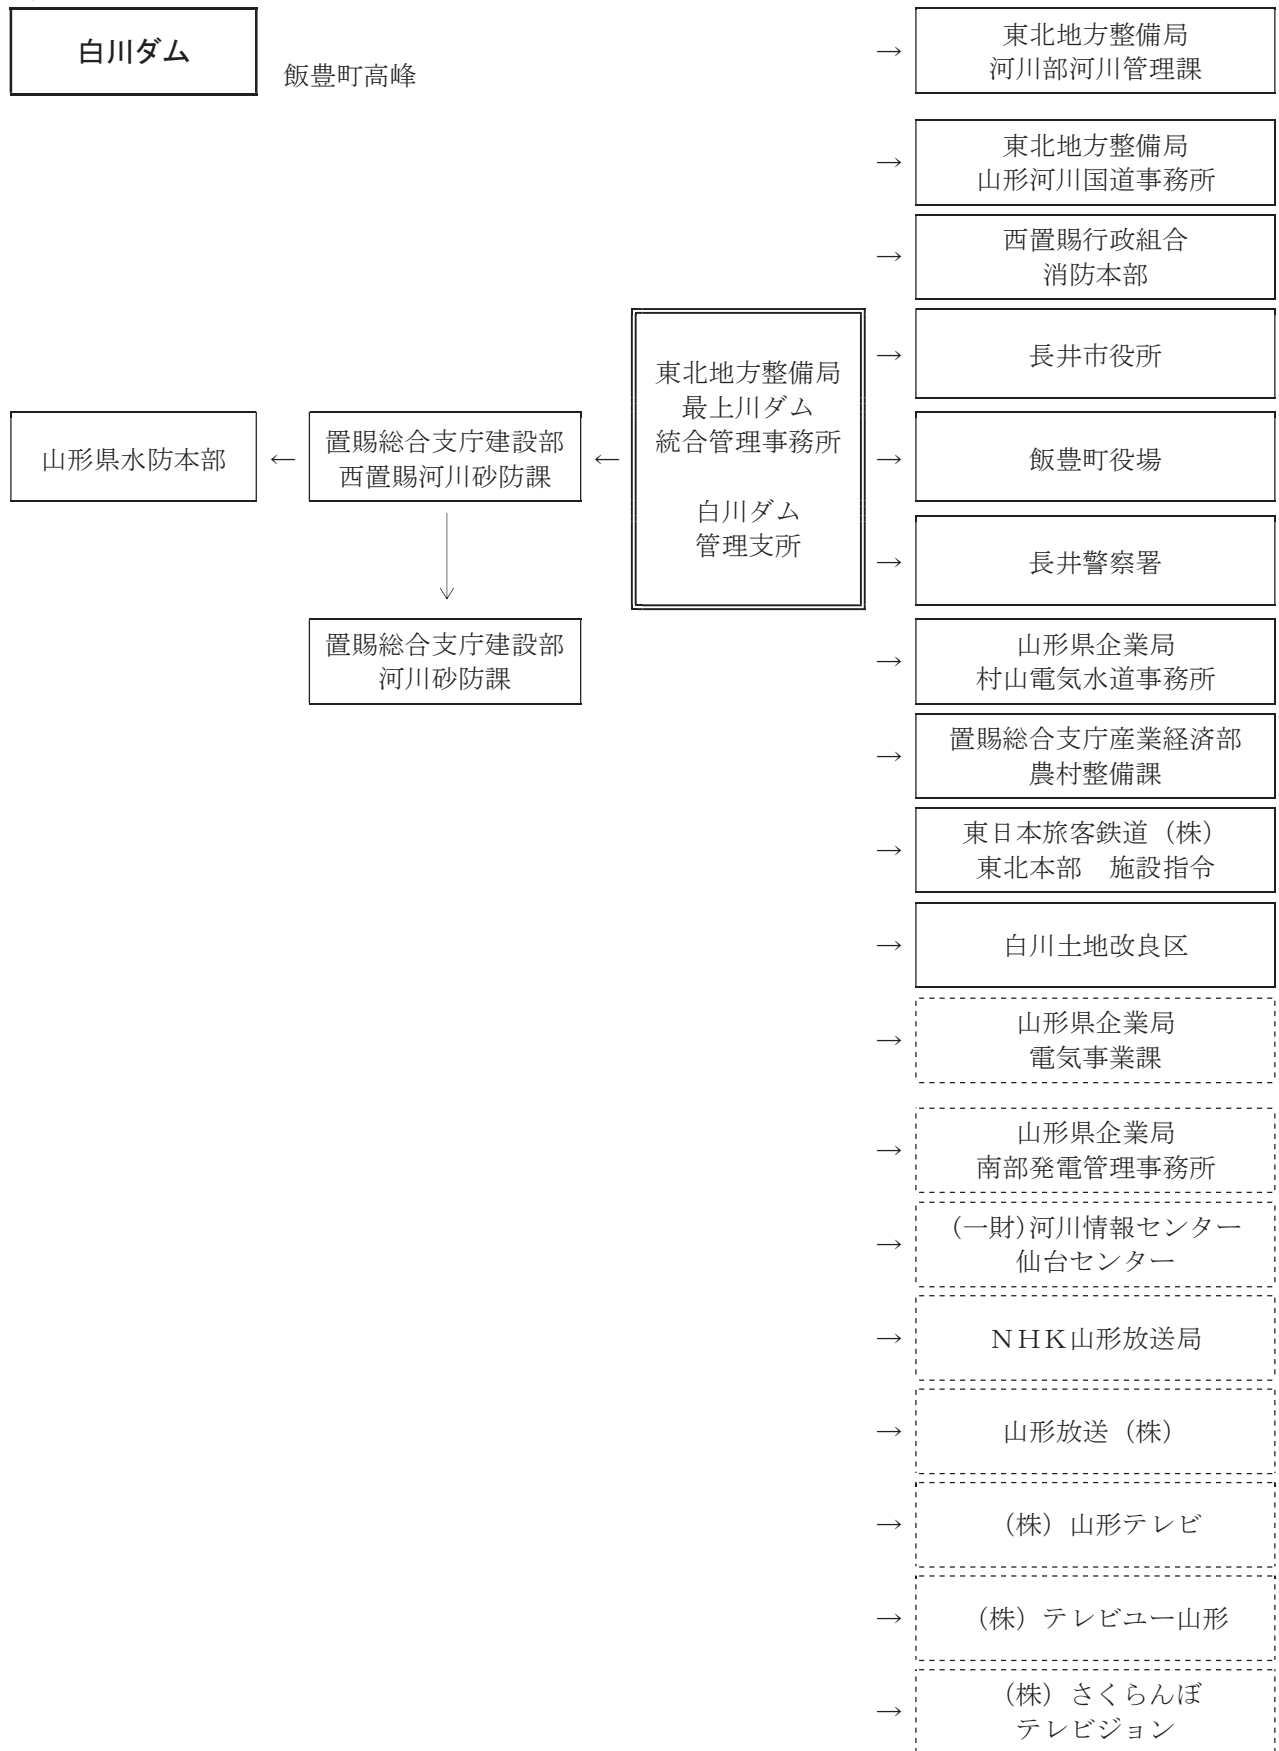 白川ダム
飯豊町高峰
→
東北地方整備局
河川部河川管理課
→
東北地方整備局
山形河川国道事務所
→
西置賜行政組合
消防本部
東北地方整備局
最上川ダム
統合管理事務所
白川ダム
管理支所
→
長井市役所
山形県水防本部
←
置賜総合支庁建設部
西置賜河川砂防課
←
→
飯豊町役場
→
長井警察署
置賜総合支庁建設部
河川砂防課
→
山形県企業局
村山電気水道事務所
→
置賜総合支庁産業経済部
農村整備課
→
東日本旅客鉄道（株）
東北本部　施設指令
→
白川土地改良区
→
山形県企業局
電気事業課
→
山形県企業局
南部発電管理事務所
→
(一財)河川情報センター
仙台センター
→
ＮＨＫ山形放送局
→
山形放送（株）
→
（株）山形テレビ
→
（株）テレビユー山形
→
（株）さくらんぼ
テレビジョン